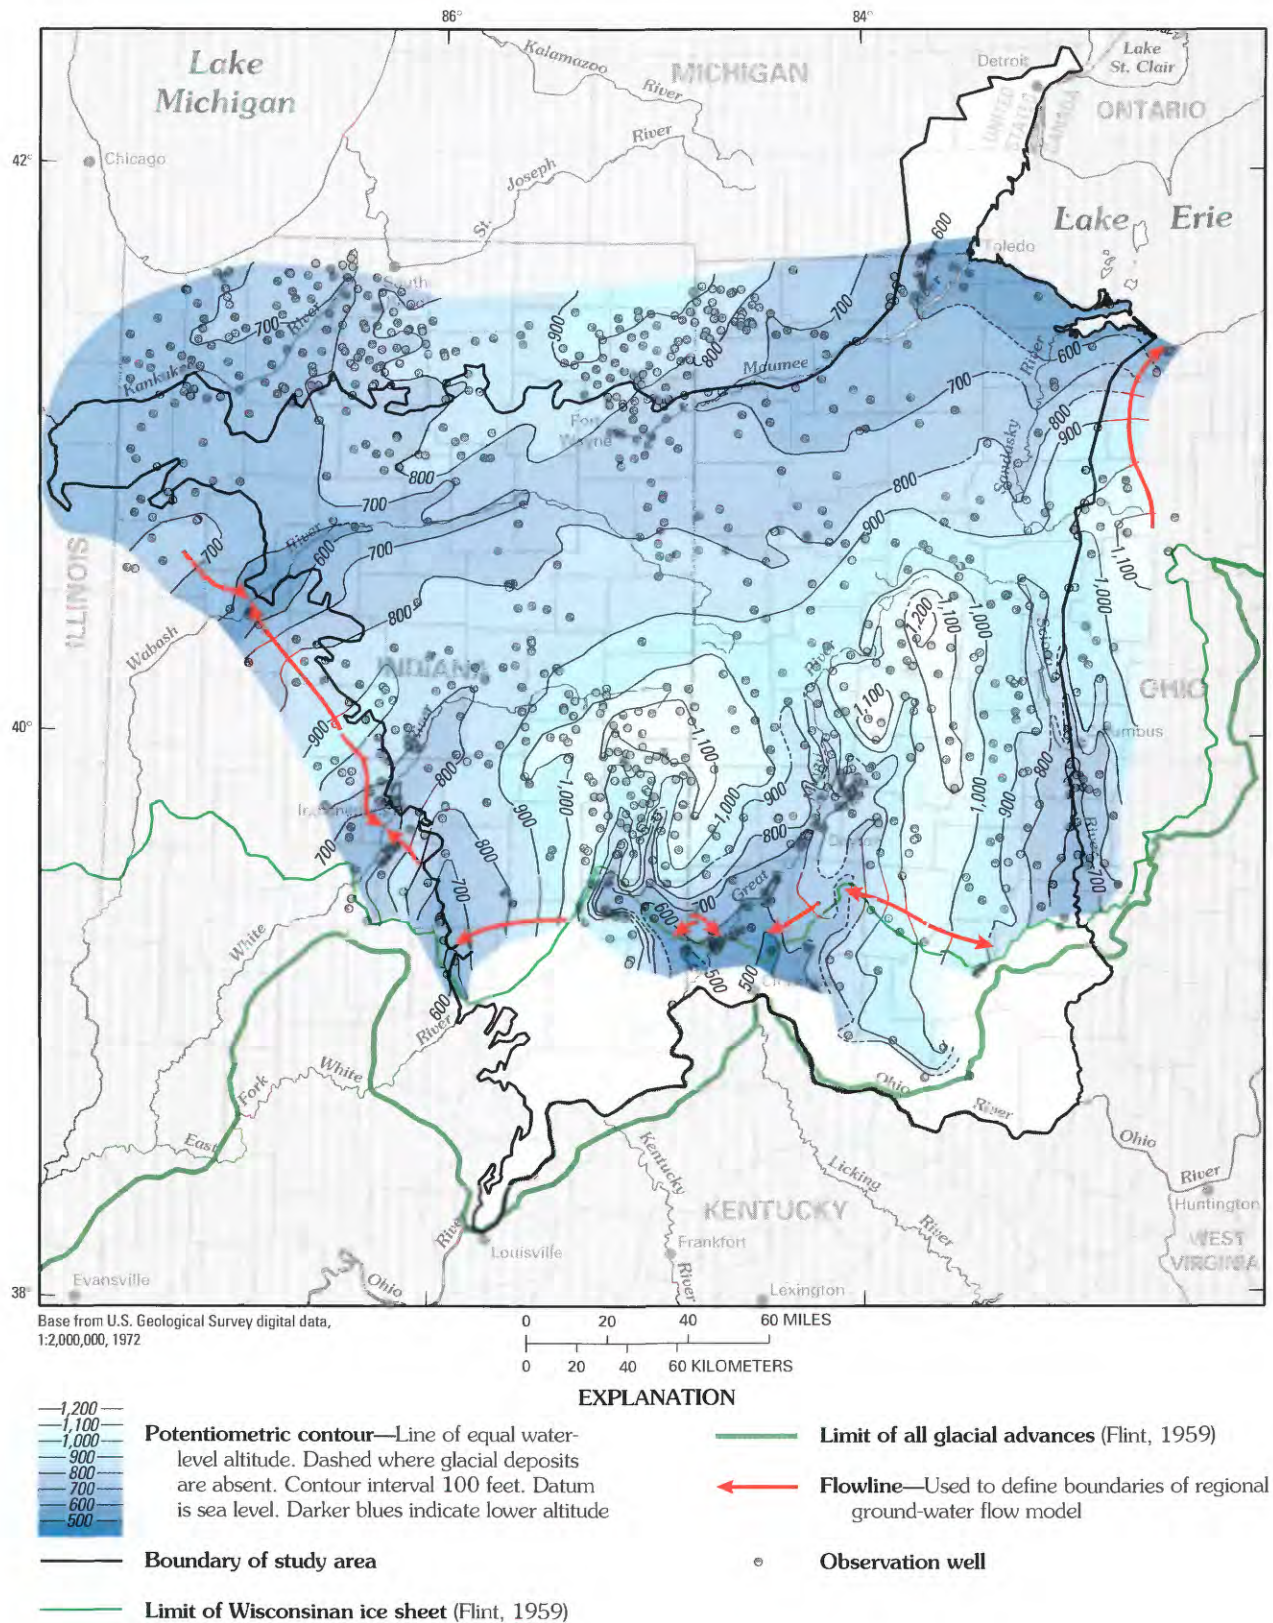 86°
84°
Lake
Michigan
Kalamazoo
River
MICHIGAN
Detroit
Lake
St. Clair
UNITED
STATES
CANADA
ONTARIO
42°
Chicago
St.
Joseph
River
Lake Erie
600
Toledo
South
700
River
900
800
700
Kankakee
Maumee
600
River
Fort
Wayne
700
Sandusky
800
900
800
700
800
900
700
River
600
700
1,100
ILLINOIS
Wabash
800
1,000
1,200
1,100
1,000
INDIANA
River
Scioto
OHIO
40°
900
800
1,100
1,100
900
1,000
1,000
900
800
1,000
900
800
700
800
700
River
700
Great
600
700
White
500
500
600
River
White
Fork
East
Ohio
River
Kentucky
Licking
River
Ohio
River
Huntington
KENTUCKY
WEST
VIRGINIA
River
Louisville
Frankfort
River
Evansville
Ohio
Lexington
38°
Base from U.S. Geological Survey digital data,
1:2,000,000, 1972
0 20 40 60 MILES
0 20 40 60 KILOMETERS
EXPLANATION
1,200
1,100
1,000
900
800
700
600
500
Potentiometric contour—Line of equal water-
level altitude. Dashed where glacial deposits
are absent. Contour interval 100 feet. Datum
is sea level. Darker blues indicate lower altitude
Boundary of study area
Limit of Wisconsinan ice sheet (Flint, 1959)
Limit of all glacial advances (Flint, 1959)
Flowline—Used to define boundaries of regional
ground-water flow model
Observation well